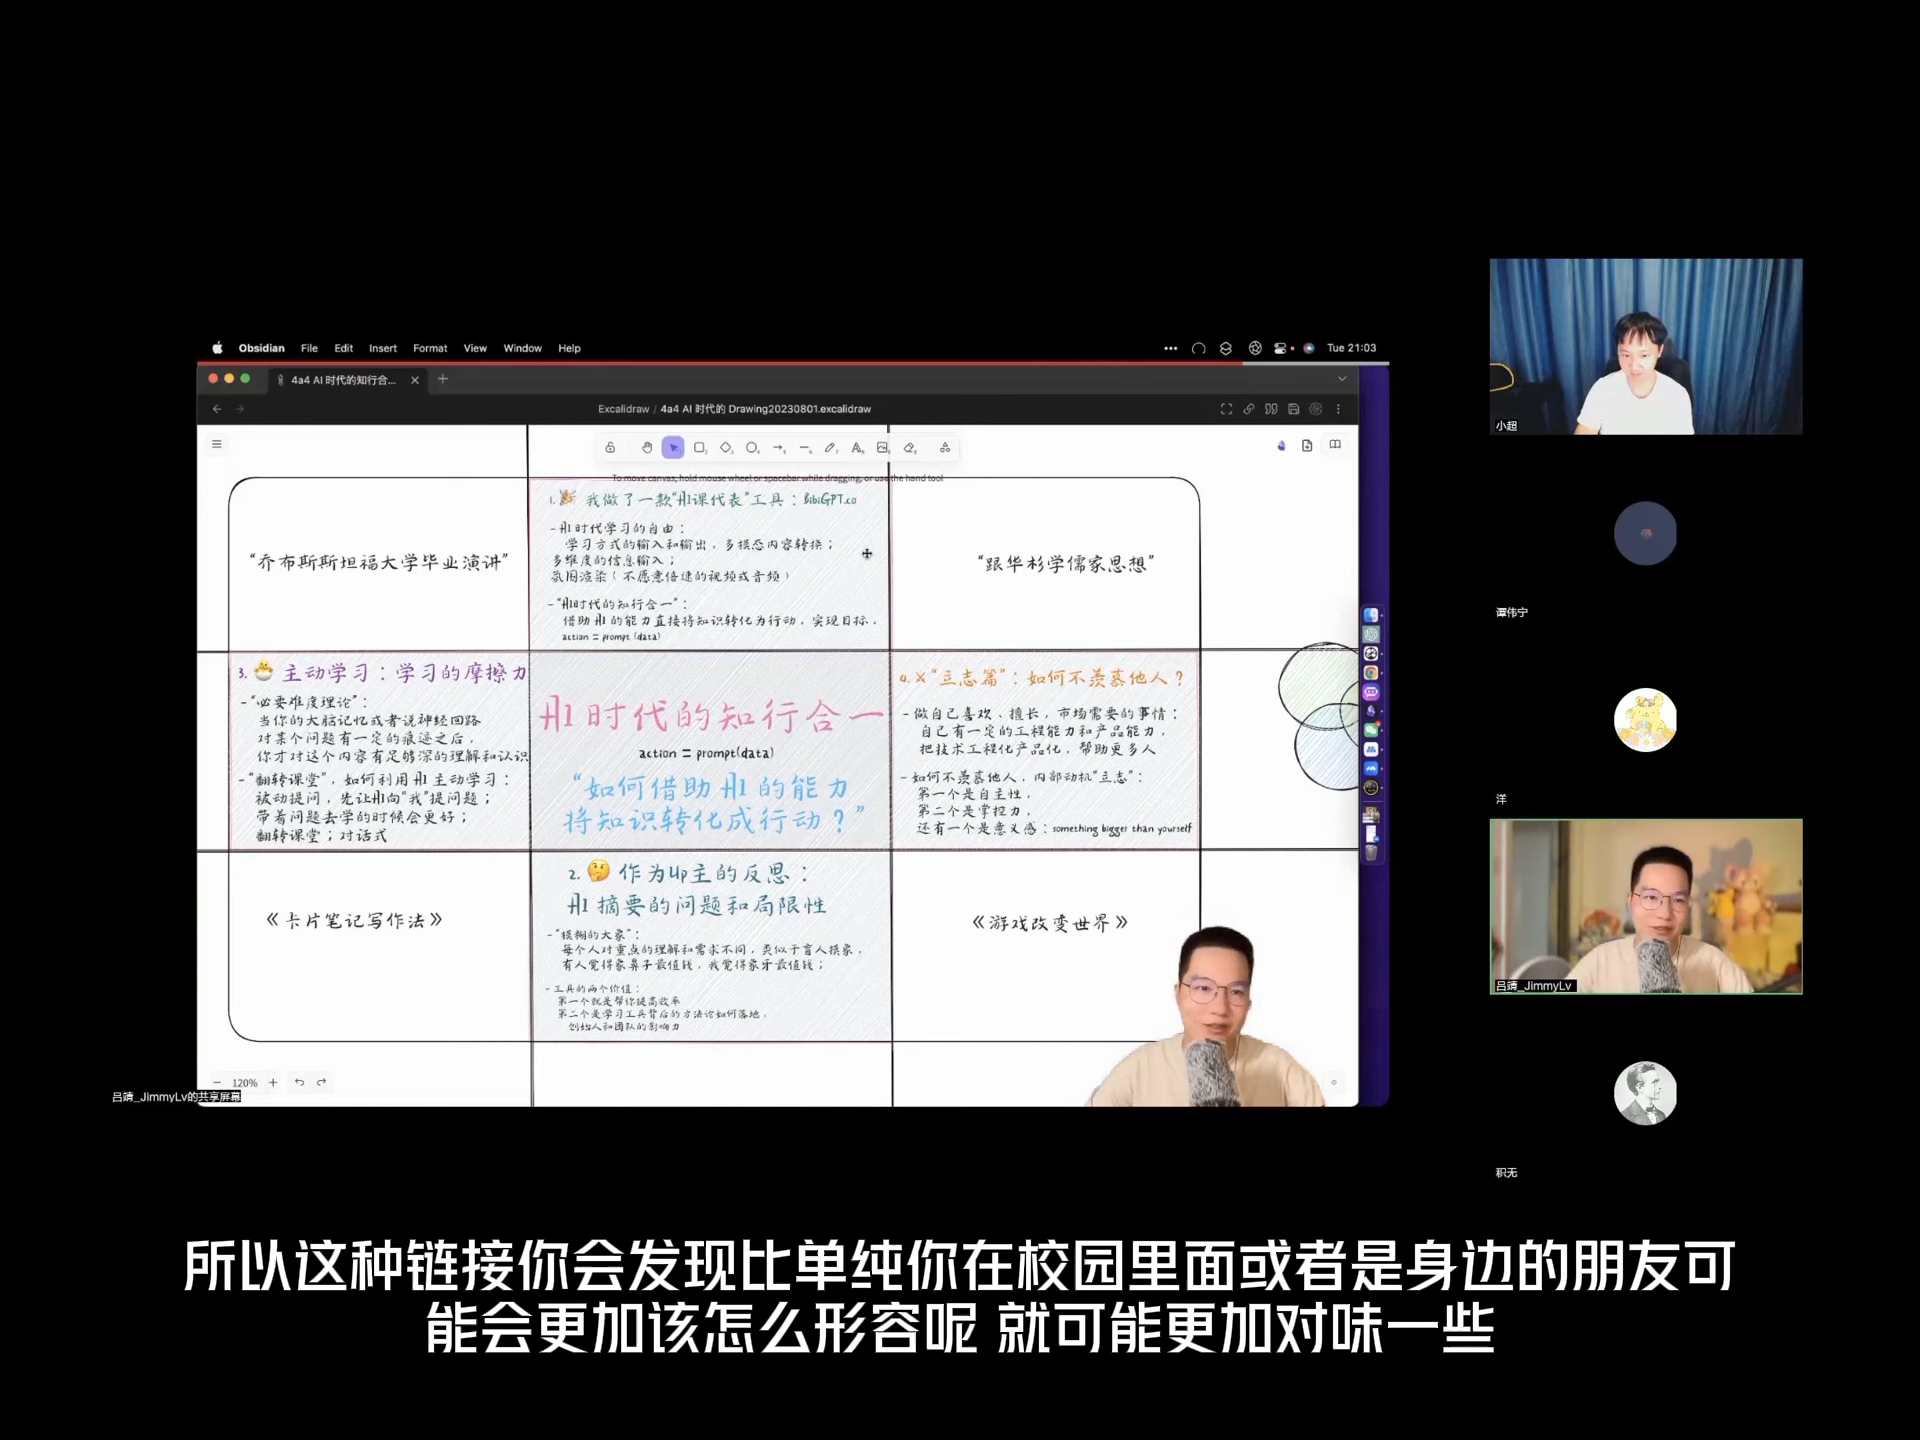 Obsidian File Edit Insert Format View Window Help
Tue 21:03
4a4 AI 时代的知行合...
Excalidraw / 4a4 AI 时代的 Drawing20230801.excalidraw
To move canvas, hold mouse wheel or spacebar while dragging, or use the hand tool
“乔布斯斯坦福大学毕业演讲”
1. 🎉 我做了一款“AI课代表”工具：BibiGPT.co
- AI 时代学习的自由：
学习方式的输入和输出，多模态内容转换；
多维度的信息输入；
氛围渲染（不愿意倍速的视频或音频）
- “AI时代的知行合一”：
借助 AI 的能力直接将知识转化为行动，实现目标，
action = prompt (data)
“跟华杉学儒家思想”
3. 🐣 主动学习：学习的摩擦力
- “必要难度理论”：
当你的大脑记忆或者说神经回路
对某个问题有一定的痕迹之后，
你才对这个内容有足够深的理解和认识
- “翻转课堂”，如何利用 AI 主动学习：
被动提问，先让AI向“我”提问题；
带着问题去学的时候会更好；
翻转课堂；对话式
AI 时代的知行合一
action = prompt(data)
“如何借助 AI 的能力
将知识转化成行动？”
4. ⚔ “立志篇”：如何不羡慕他人？
- 做自己喜欢、擅长，市场需要的事情：
自己有一定的工程能力和产品能力，
把技术工程化产品化，帮助更多人
- 如何不羡慕他人，内部动机“立志”：
第一个是自主性，
第二个是掌控力，
还有一个是意义感：something bigger than yourself
《卡片笔记写作法》
2. 🤔 作为up主的反思：
AI 摘要的问题和局限性
- “模糊的大象”：
每个人对重点的理解和需求不同，类似于盲人摸象，
有人觉得象鼻子最值钱，我觉得象牙最值钱；
- 工具的两个价值：
第一个就是帮你提高效率
第二个是学习工具背后的方法论如何落地，
创始人和团队的影响力
《游戏改变世界》
120%
吕靖_JimmyLv的共享屏幕
小超
谭伟宁
洋
吕靖_JimmyLv
积无
所以这种链接你会发现比单纯你在校园里面或者是身边的朋友可
能会更加该怎么形容呢 就可能更加对味一些